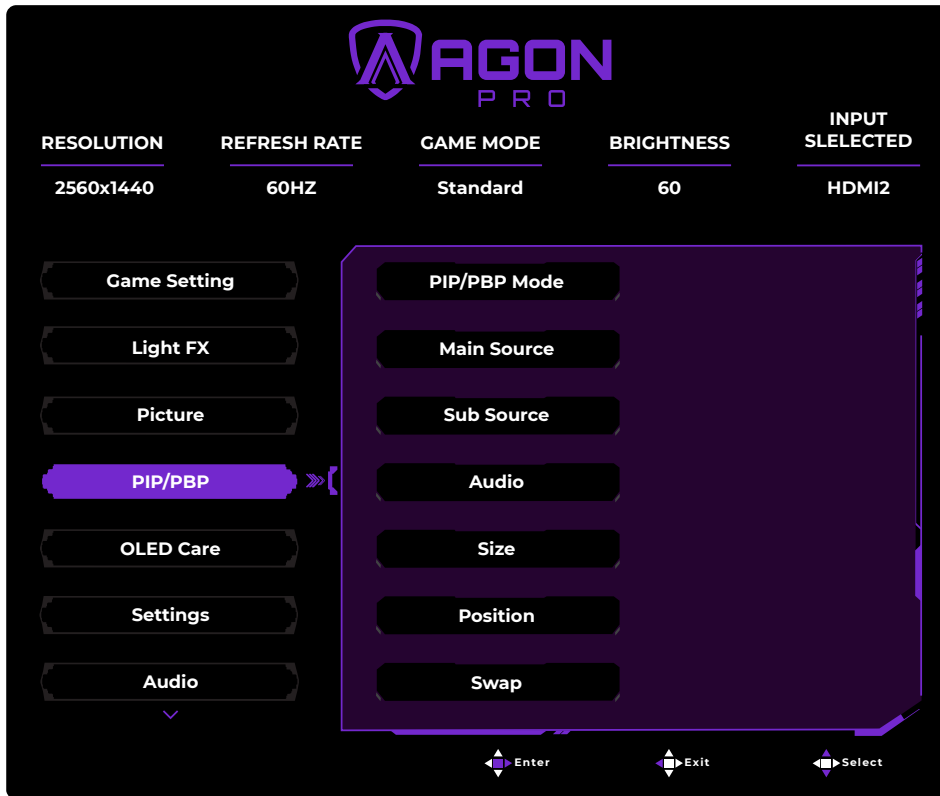 AGON
PRO
RESOLUTION REFRESH RATE GAME MODE BRIGHTNESS INPUT
SLELECTED
2560x1440 60HZ Standard 60 HDMI2
Game Setting
Light FX
Picture
PIP/PBP
OLED Care
Settings
Audio
PIP/PBP Mode
Main Source
Sub Source
Audio
Size
Position
Swap
Enter Exit Select